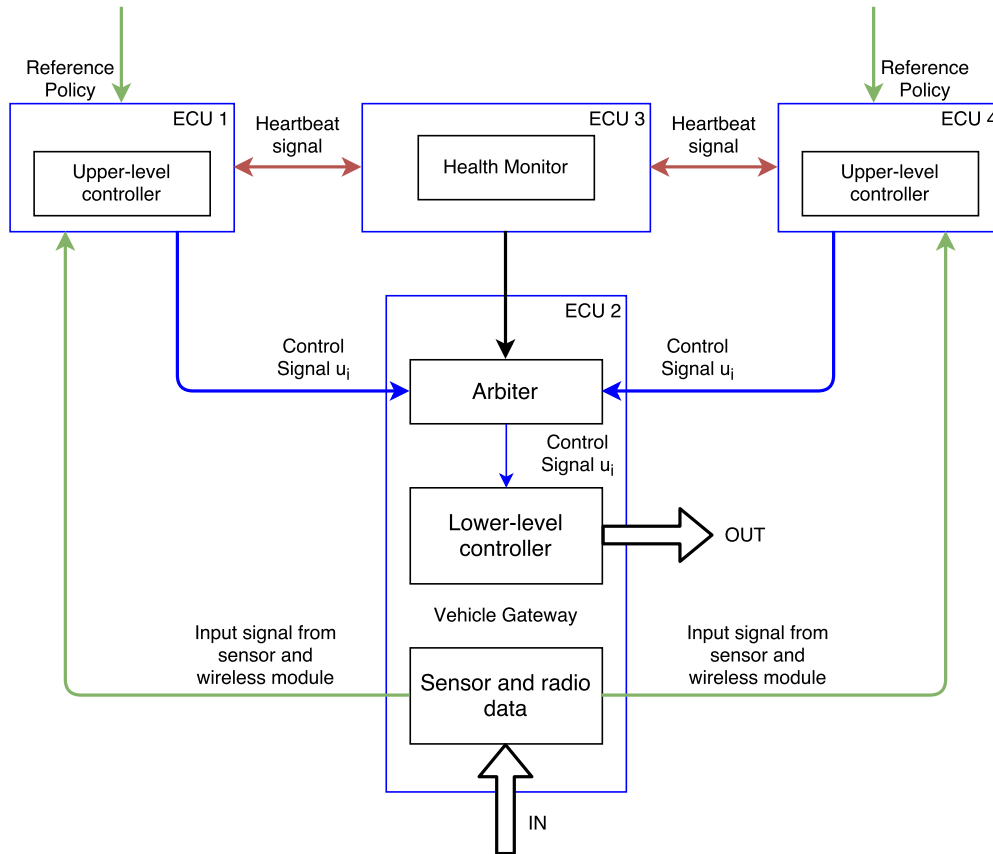 Reference
Policy
ECU 1
Upper-level
controller
Heartbeat
signal
ECU 3
Health Monitor
Heartbeat
signal
Reference
Policy
ECU 4
Upper-level
controller
ECU 2
Control
Signal ui
Arbiter
Control
Signal ui
Control
Signal ui
Lower-level
controller
OUT
Vehicle Gateway
Input signal from
sensor and
wireless module
Sensor and radio
data
Input signal from
sensor and
wireless module
IN